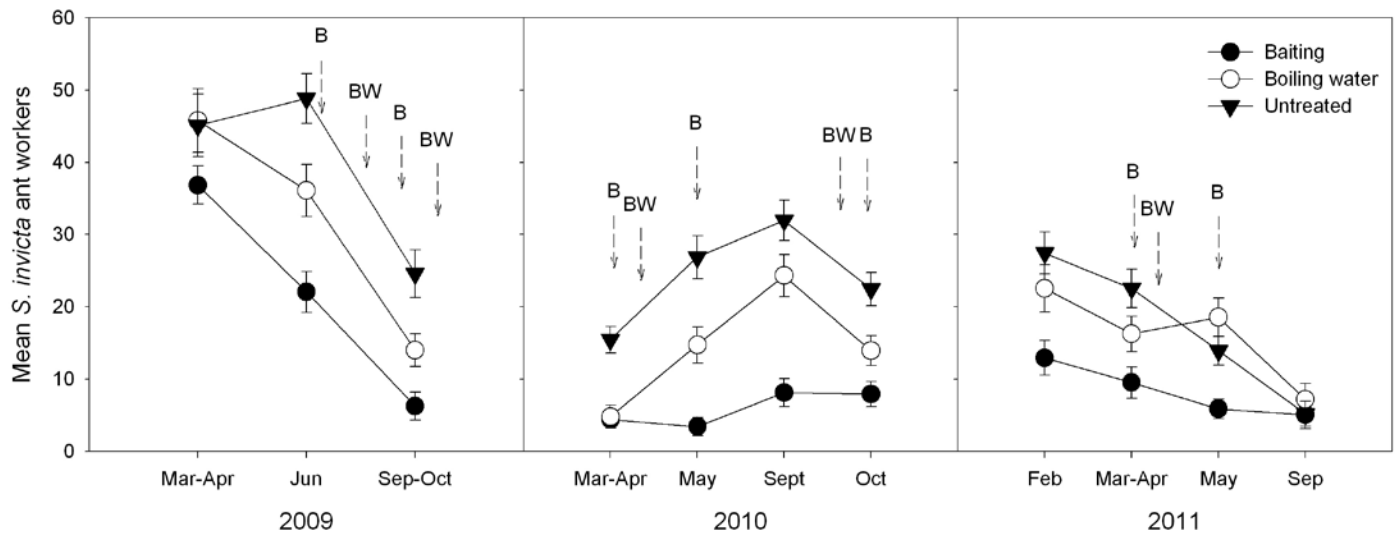 60
50
40
30
20
10
0
Mean S. invicta ant workers
B
BW
B
BW
B
BW
B
BW
B
B
BW
B
Baiting
Boiling water
Untreated
Mar-Apr
Jun
Sep-Oct
Mar-Apr
May
Sept
Oct
Feb
Mar-Apr
May
Sep
2009
2010
2011